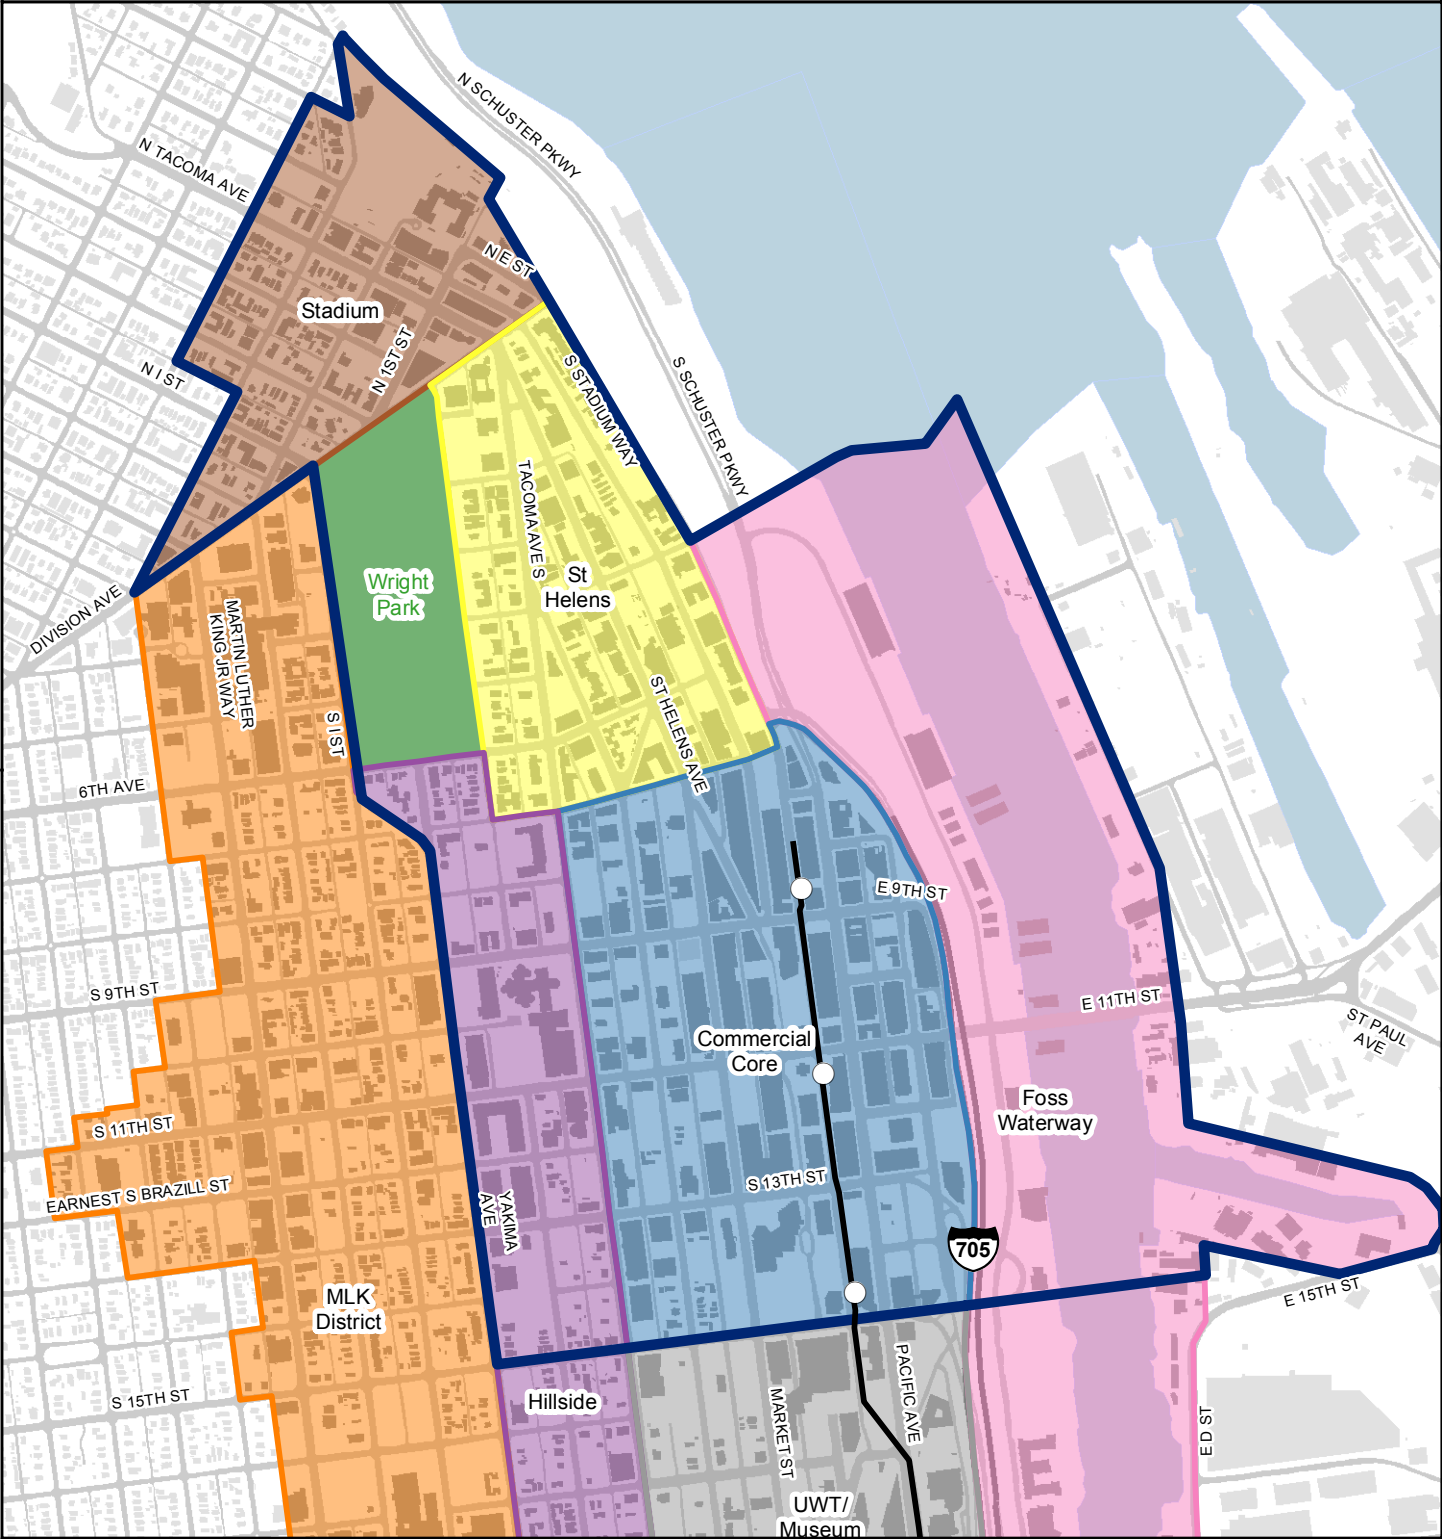 N SCHUSTER PKWY
N TACOMA AVE
N E ST
Stadium
N 1ST ST
N I ST
S STADIUM WAY
S SCHUSTER PKWY
TACOMA AVE S
Wright
Park
St
Helens
DIVISION AVE
MARTIN LUTHER
KING JR WAY
S I ST
ST HELENS AVE
6TH AVE
E 9TH ST
S 9TH ST
E 11TH ST
ST PAUL
AVE
Commercial
Core
Foss
Waterway
S 11TH ST
S 13TH ST
EARNEST S BRAZILL ST
YAKIMA
AVE
705
MLK
District
E 15TH ST
S 15TH ST
Hillside
MARKET ST
PACIFIC AVE
E D ST
UWT/
Museum